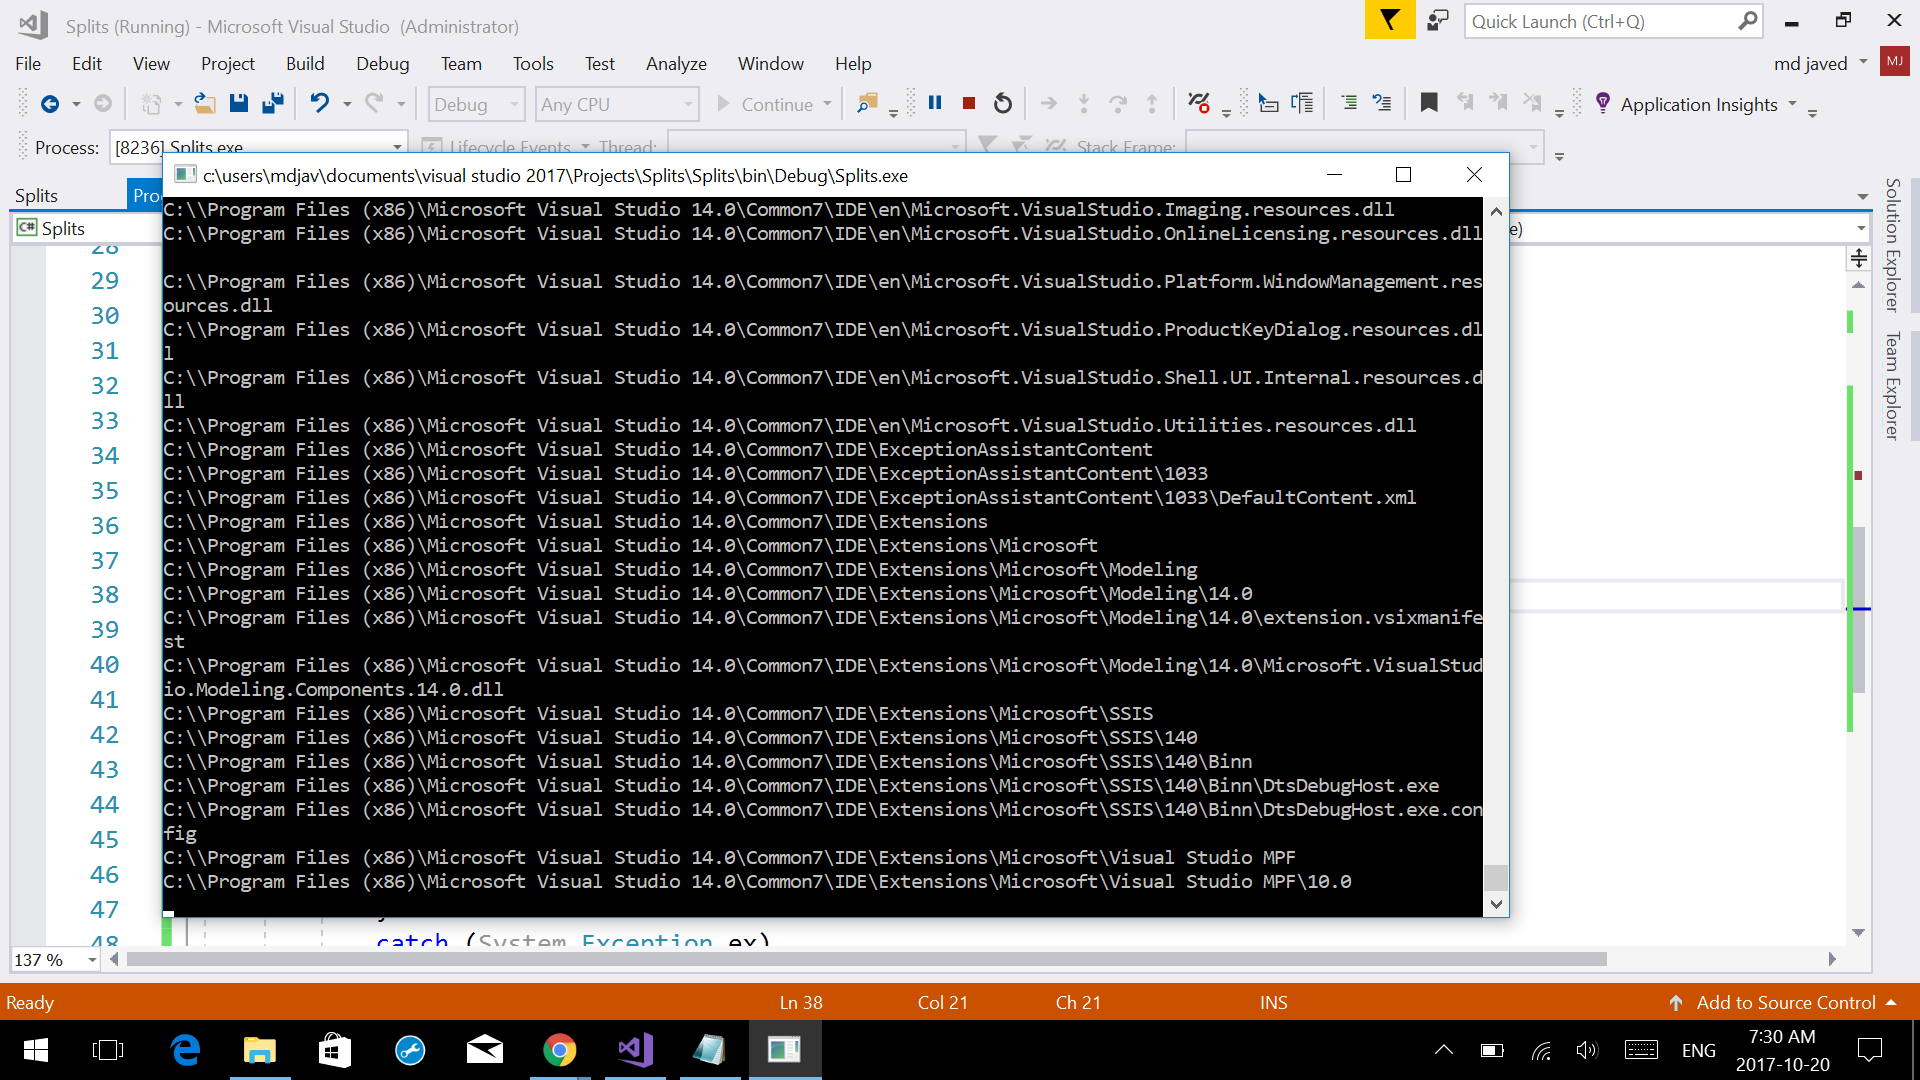 Splits (Running) - Microsoft Visual Studio (Administrator)
Quick Launch (Ctrl+Q)
File Edit View Project Build Debug Team Tools Test Analyze Window Help
md javed MJ
Debug Any CPU Continue Application Insights
Process: [8236] Splits.exe Lifecycle Events Thread: Stack Frame:
c:\users\mdjav\documents\visual studio 2017\Projects\Splits\Splits\bin\Debug\Splits.exe
Splits Pro
C# Splits
e)
C:\\Program Files (x86)\Microsoft Visual Studio 14.0\Common7\IDE\en\Microsoft.VisualStudio.Imaging.resources.dll
C:\\Program Files (x86)\Microsoft Visual Studio 14.0\Common7\IDE\en\Microsoft.VisualStudio.OnlineLicensing.resources.dll
C:\\Program Files (x86)\Microsoft Visual Studio 14.0\Common7\IDE\en\Microsoft.VisualStudio.Platform.WindowManagement.res
ources.dll
C:\\Program Files (x86)\Microsoft Visual Studio 14.0\Common7\IDE\en\Microsoft.VisualStudio.ProductKeyDialog.resources.dl
l
C:\\Program Files (x86)\Microsoft Visual Studio 14.0\Common7\IDE\en\Microsoft.VisualStudio.Shell.UI.Internal.resources.d
ll
C:\\Program Files (x86)\Microsoft Visual Studio 14.0\Common7\IDE\en\Microsoft.VisualStudio.Utilities.resources.dll
C:\\Program Files (x86)\Microsoft Visual Studio 14.0\Common7\IDE\ExceptionAssistantContent
C:\\Program Files (x86)\Microsoft Visual Studio 14.0\Common7\IDE\ExceptionAssistantContent\1033
C:\\Program Files (x86)\Microsoft Visual Studio 14.0\Common7\IDE\ExceptionAssistantContent\1033\DefaultContent.xml
C:\\Program Files (x86)\Microsoft Visual Studio 14.0\Common7\IDE\Extensions
C:\\Program Files (x86)\Microsoft Visual Studio 14.0\Common7\IDE\Extensions\Microsoft
C:\\Program Files (x86)\Microsoft Visual Studio 14.0\Common7\IDE\Extensions\Microsoft\Modeling
C:\\Program Files (x86)\Microsoft Visual Studio 14.0\Common7\IDE\Extensions\Microsoft\Modeling\14.0
C:\\Program Files (x86)\Microsoft Visual Studio 14.0\Common7\IDE\Extensions\Microsoft\Modeling\14.0\extension.vsixmanife
st
C:\\Program Files (x86)\Microsoft Visual Studio 14.0\Common7\IDE\Extensions\Microsoft\Modeling\14.0\Microsoft.VisualStud
io.Modeling.Components.14.0.dll
C:\\Program Files (x86)\Microsoft Visual Studio 14.0\Common7\IDE\Extensions\Microsoft\SSIS
C:\\Program Files (x86)\Microsoft Visual Studio 14.0\Common7\IDE\Extensions\Microsoft\SSIS\140
C:\\Program Files (x86)\Microsoft Visual Studio 14.0\Common7\IDE\Extensions\Microsoft\SSIS\140\Binn
C:\\Program Files (x86)\Microsoft Visual Studio 14.0\Common7\IDE\Extensions\Microsoft\SSIS\140\Binn\DtsDebugHost.exe
C:\\Program Files (x86)\Microsoft Visual Studio 14.0\Common7\IDE\Extensions\Microsoft\SSIS\140\Binn\DtsDebugHost.exe.con
fig
C:\\Program Files (x86)\Microsoft Visual Studio 14.0\Common7\IDE\Extensions\Microsoft\Visual Studio MPF
C:\\Program Files (x86)\Microsoft Visual Studio 14.0\Common7\IDE\Extensions\Microsoft\Visual Studio MPF\10.0
28
29
30
31
32
33
34
35
36
37
38
39
40
41
42
43
44
45
46
47
48 catch (System.Exception ex)
Solution Explorer
Team Explorer
137 %
Ready Ln 38 Col 21 Ch 21 INS Add to Source Control
ENG
7:30 AM
2017-10-20